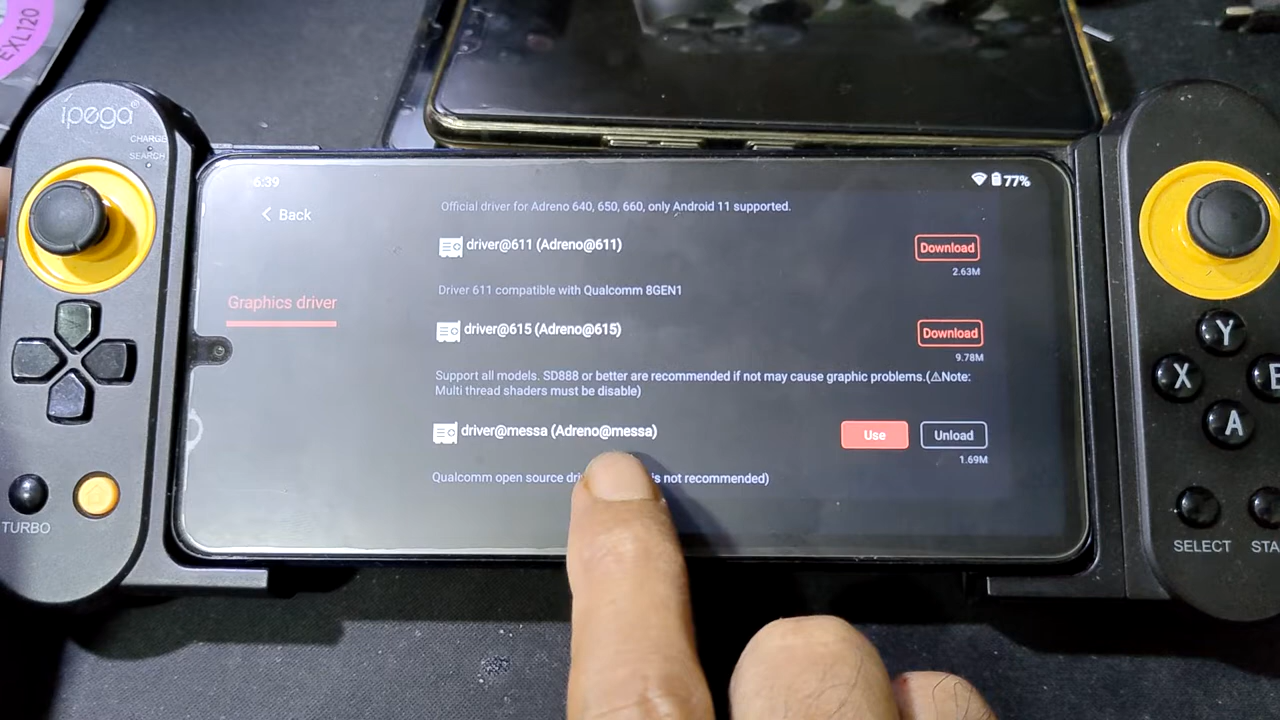 EXL120
ipega®
CHARGE
SEARCH
6:39
77%
Back
Official driver for Adreno 640, 650, 660, only Android 11 supported.
driver@611 (Adreno@611)
Download
2.63M
Graphics driver
Driver 611 compatible with Qualcomm 8GEN1
driver@615 (Adreno@615)
Download
9.78M
Support all models. SD888 or better are recommended if not may cause graphic problems.(⚠Note:
Multi thread shaders must be disable)
driver@messa (Adreno@messa)
Use
Unload
1.69M
Qualcomm open source
is not recommended)
TURBO
Y
X
A
SELECT